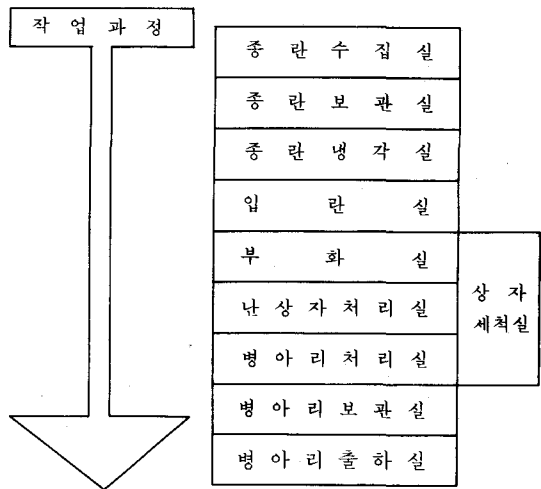 작 업 과 정
종 란 수 집 실
종 란 보 관 실
종 란 냉 각 실
입 란 실
부 화 실
난 상 자 처 리 실
병 아 리 처 리 실
병 아 리 보 관 실
병 아 리 출 하 실
상 자
세척실